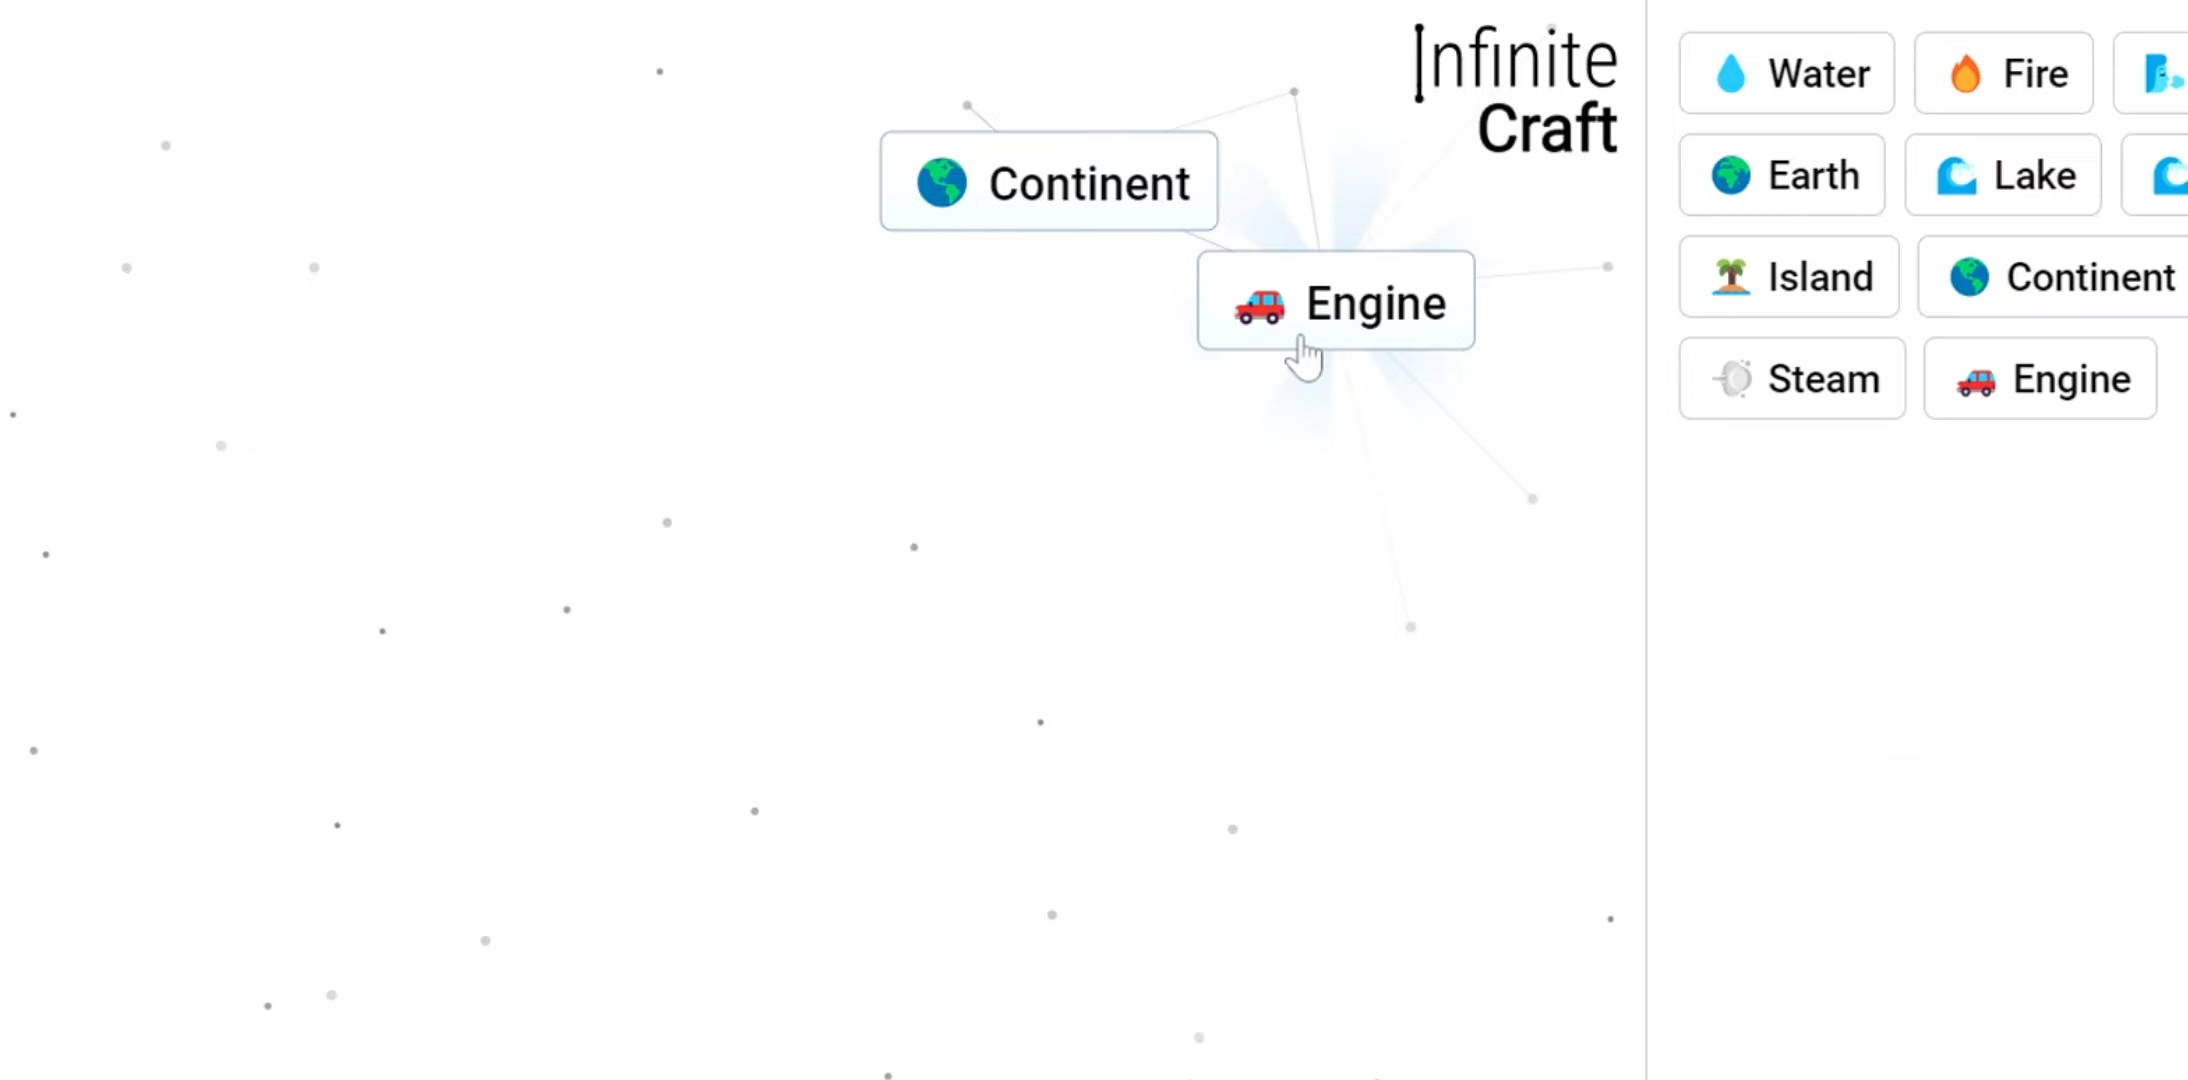 Infinite
Craft
Continent
Engine
Water
Fire
Earth
Lake
Island
Continent
Steam
Engine